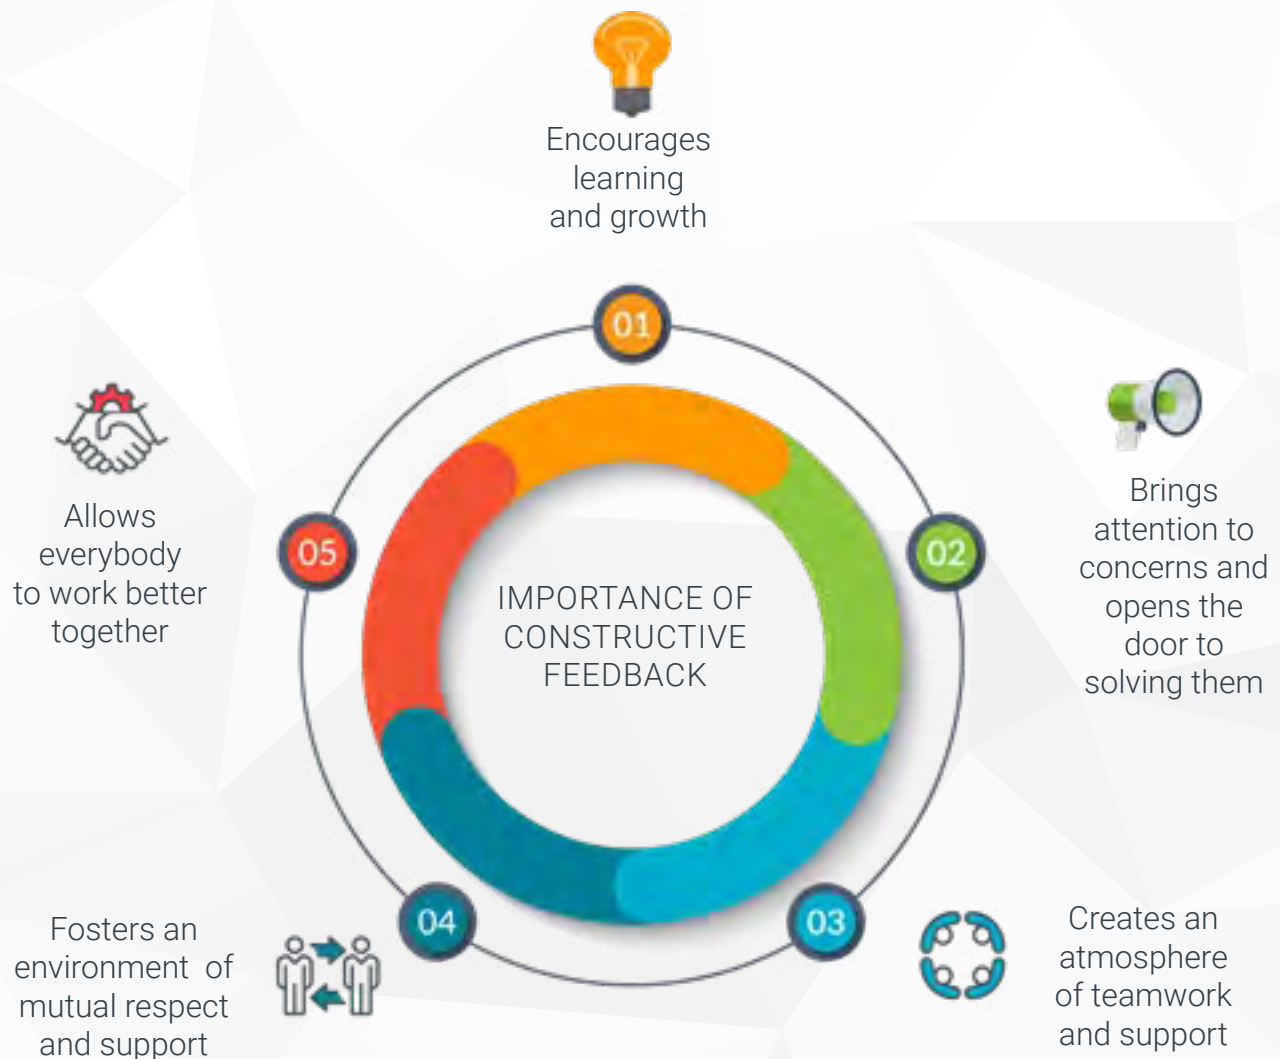 Encourages
learning
and growth
01
Brings
attention to
concerns and
opens the
door to
solving them
02
IMPORTANCE OF
CONSTRUCTIVE
FEEDBACK
Creates an
atmosphere
of teamwork
and support
03
Fosters an
environment of
mutual respect
and support
04
Allows
everybody
to work better
together
05